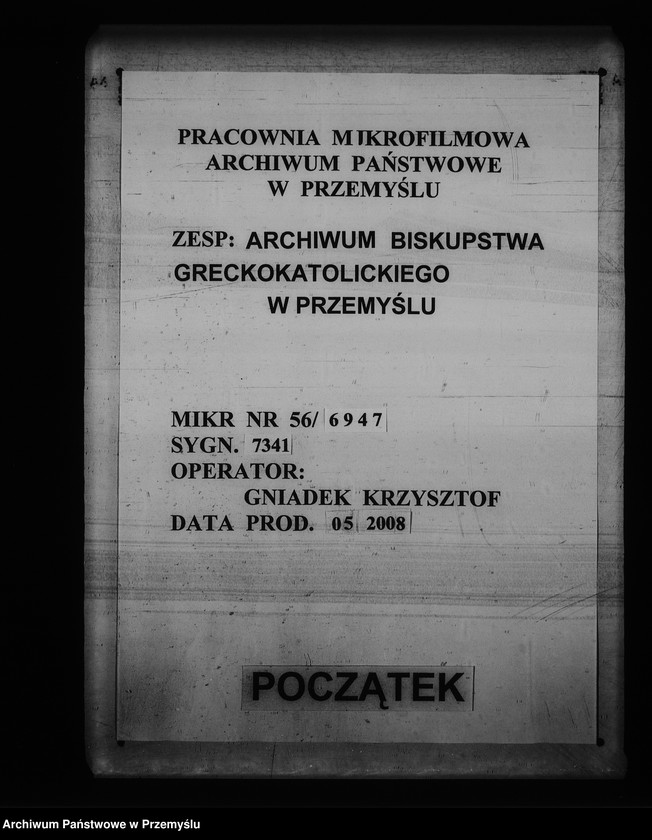 PRACOWNIA MIKROFILMOWA
ARCHIWUM PAŃSTWOWE
W PRZEMYŚLU
ZESP: ARCHIWUM BISKUPSTWA
GRECKOKATOLICKIEGO
W PRZEMYŚLU
MIKR NR 56/ 6947
SYGN. 7341
OPERATOR:
GNIADEK KRZYSZTOF
DATA PROD. 05 2008
POCZĄTEK
Archiwum Państwowe w Przemyślu